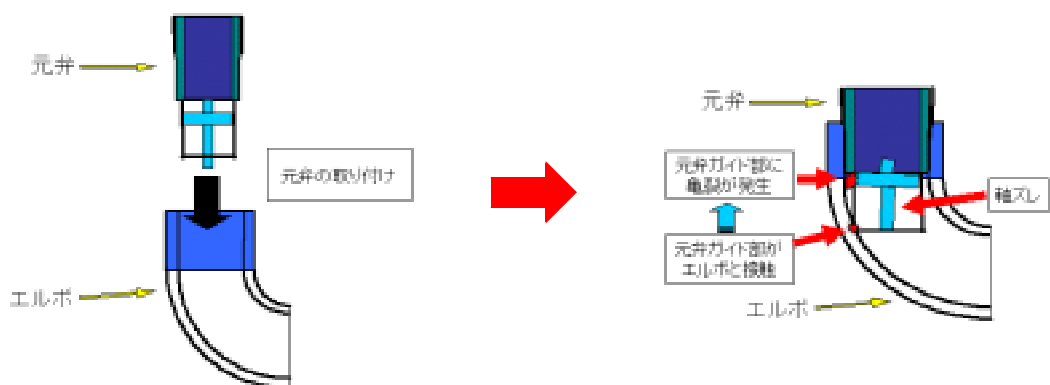 元弁
元弁の取り付け
エルボ
元弁
元弁ガイド部に
亀裂が発生
軸ズレ
元弁ガイド部が
エルボと接触
エルボ